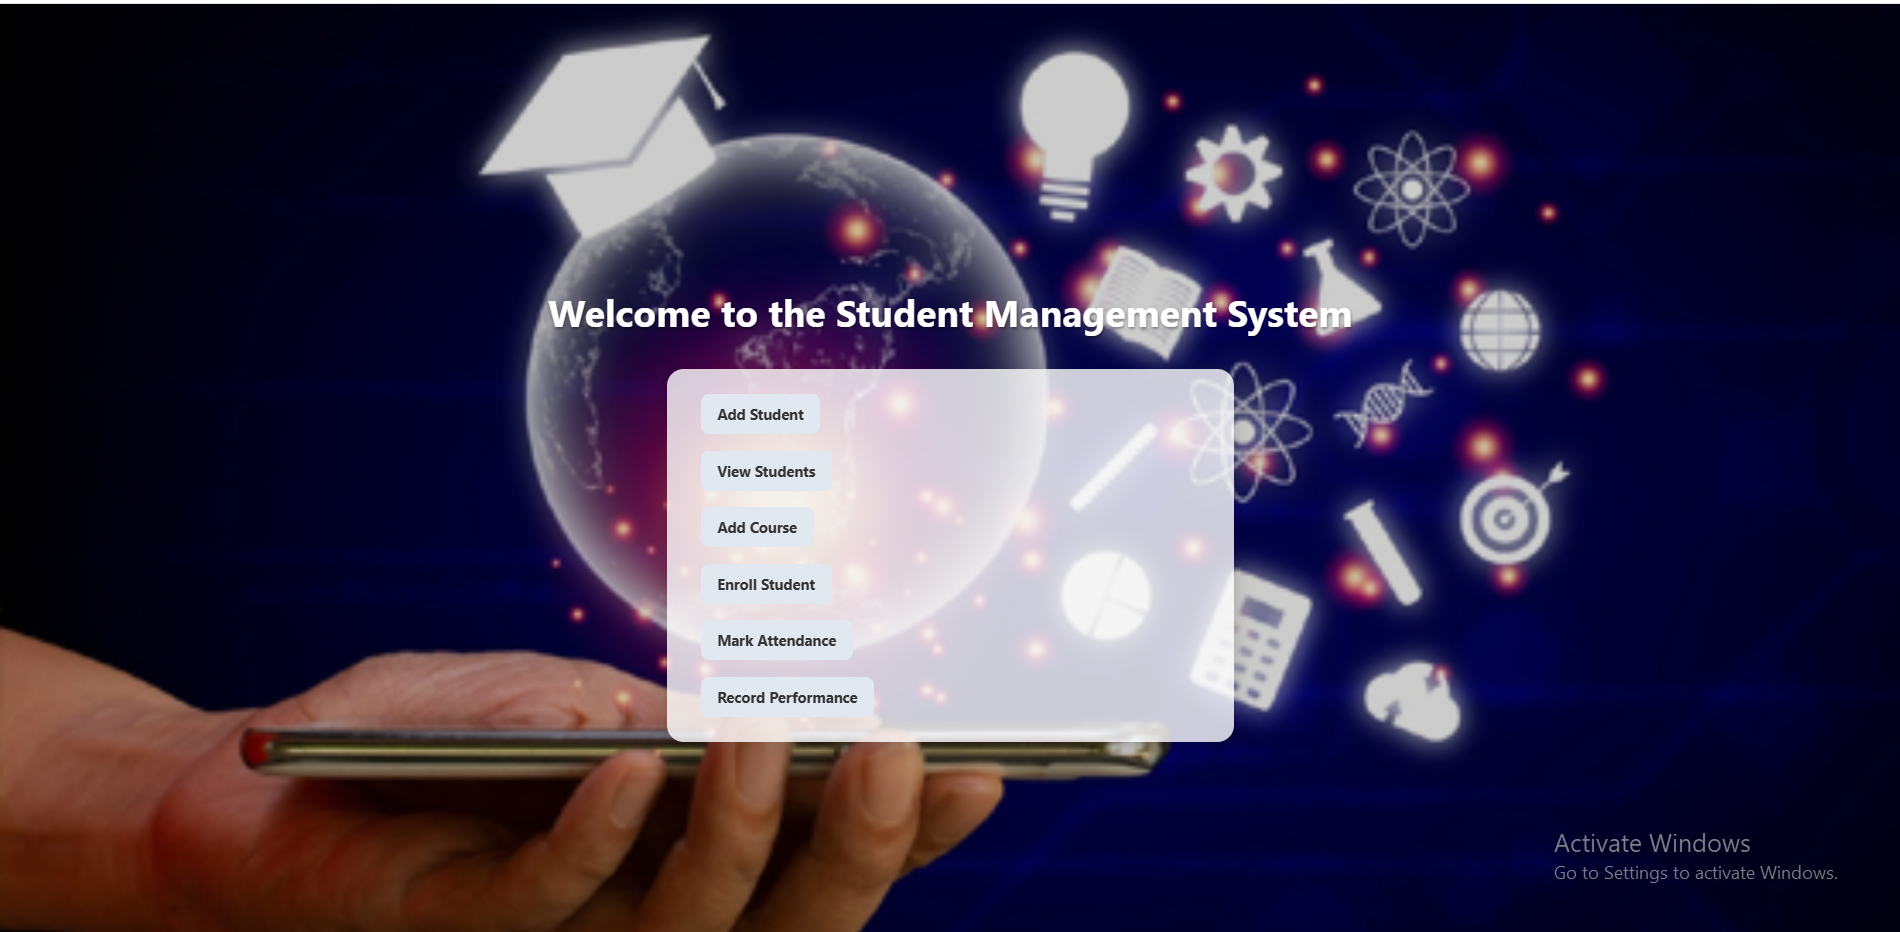 Welcome to the Student Management System
Add Student
View Students
Add Course
Enroll Student
Mark Attendance
Record Performance
Activate Windows
Go to Settings to activate Windows.